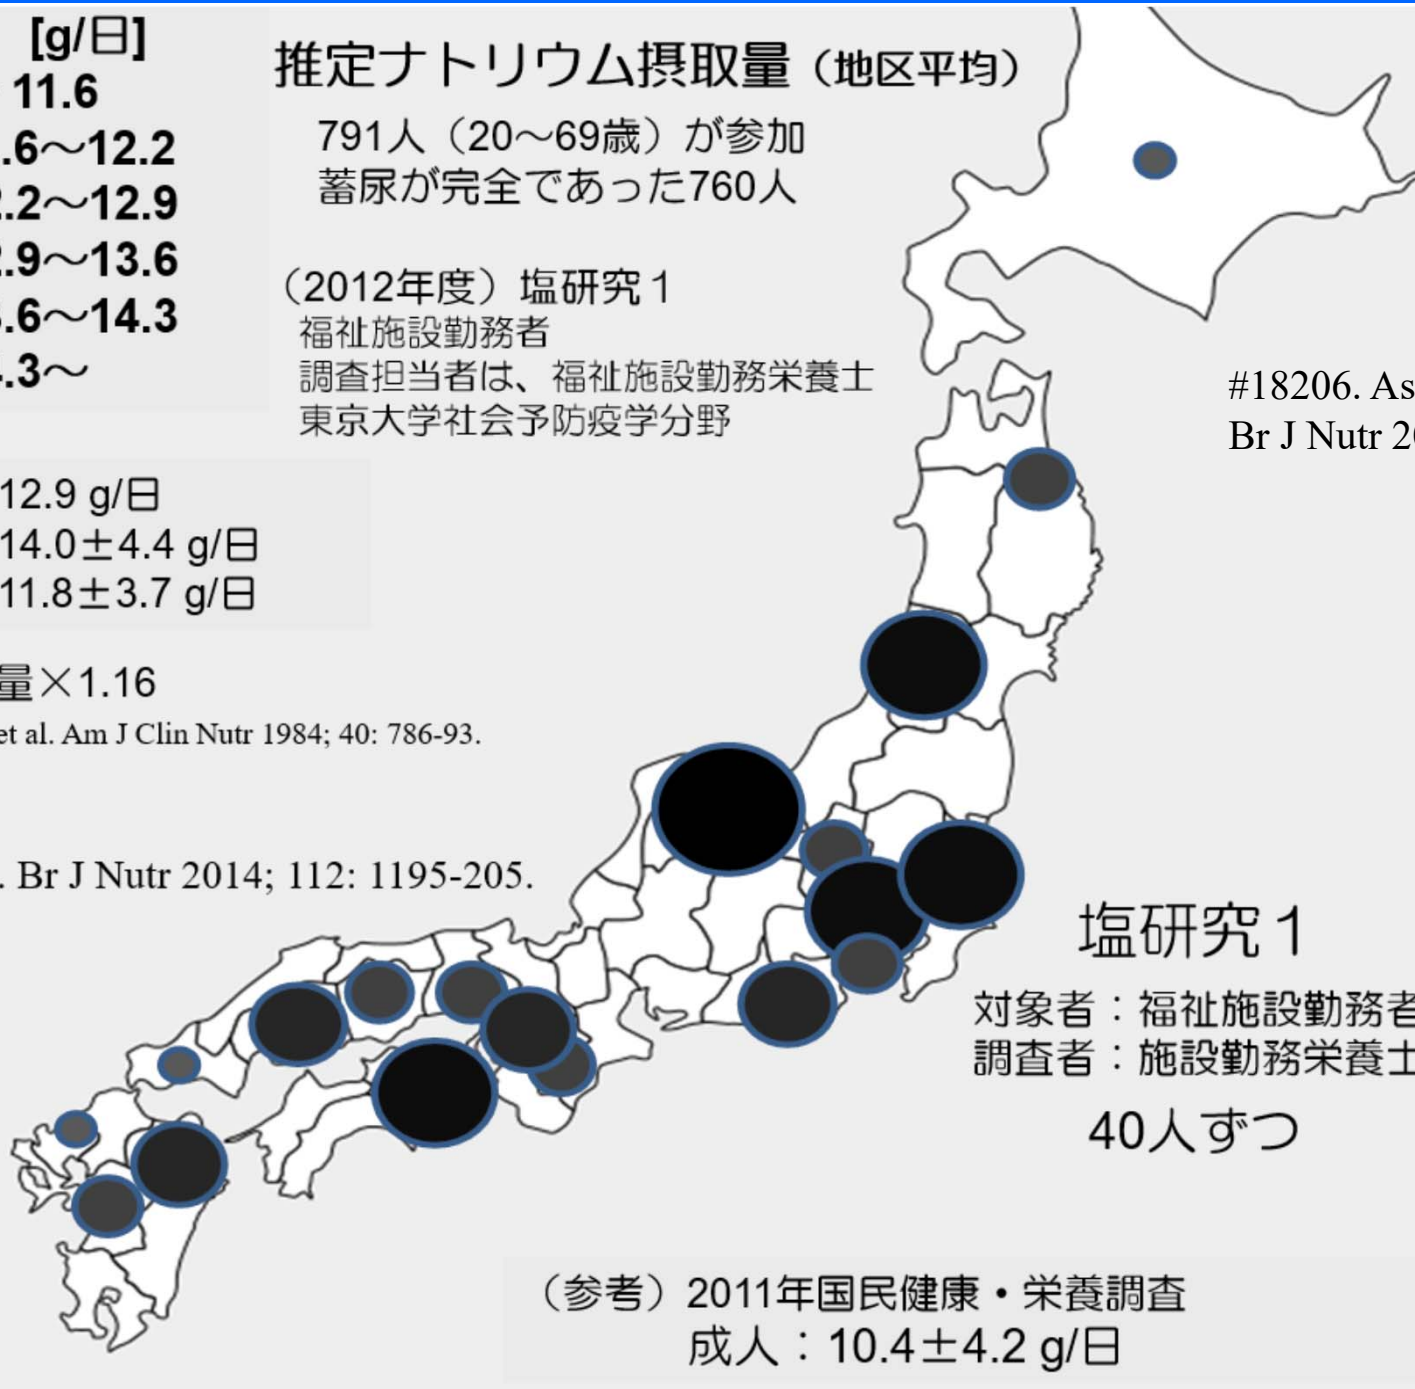 [g/日]
11.6
.6～12.2
.2～12.9
.9～13.6
.6～14.3
.3～
推定ナトリウム摂取量（地区平均）
791人（20～69歳）が参加
蓄尿が完全であった760人
（2012年度）塩研究１
福祉施設勤務者
調査担当者は、福祉施設勤務栄養士
東京大学社会予防疫学分野
#18206. As
Br J Nutr 20
12.9 g/日
14.0±4.4 g/日
11.8±3.7 g/日
量×1.16
et al. Am J Clin Nutr 1984; 40: 786-93.
. Br J Nutr 2014; 112: 1195-205.
塩研究１
対象者：福祉施設勤務者
調査者：施設勤務栄養士
40人ずつ
（参考）2011年国民健康・栄養調査
成人：10.4±4.2 g/日